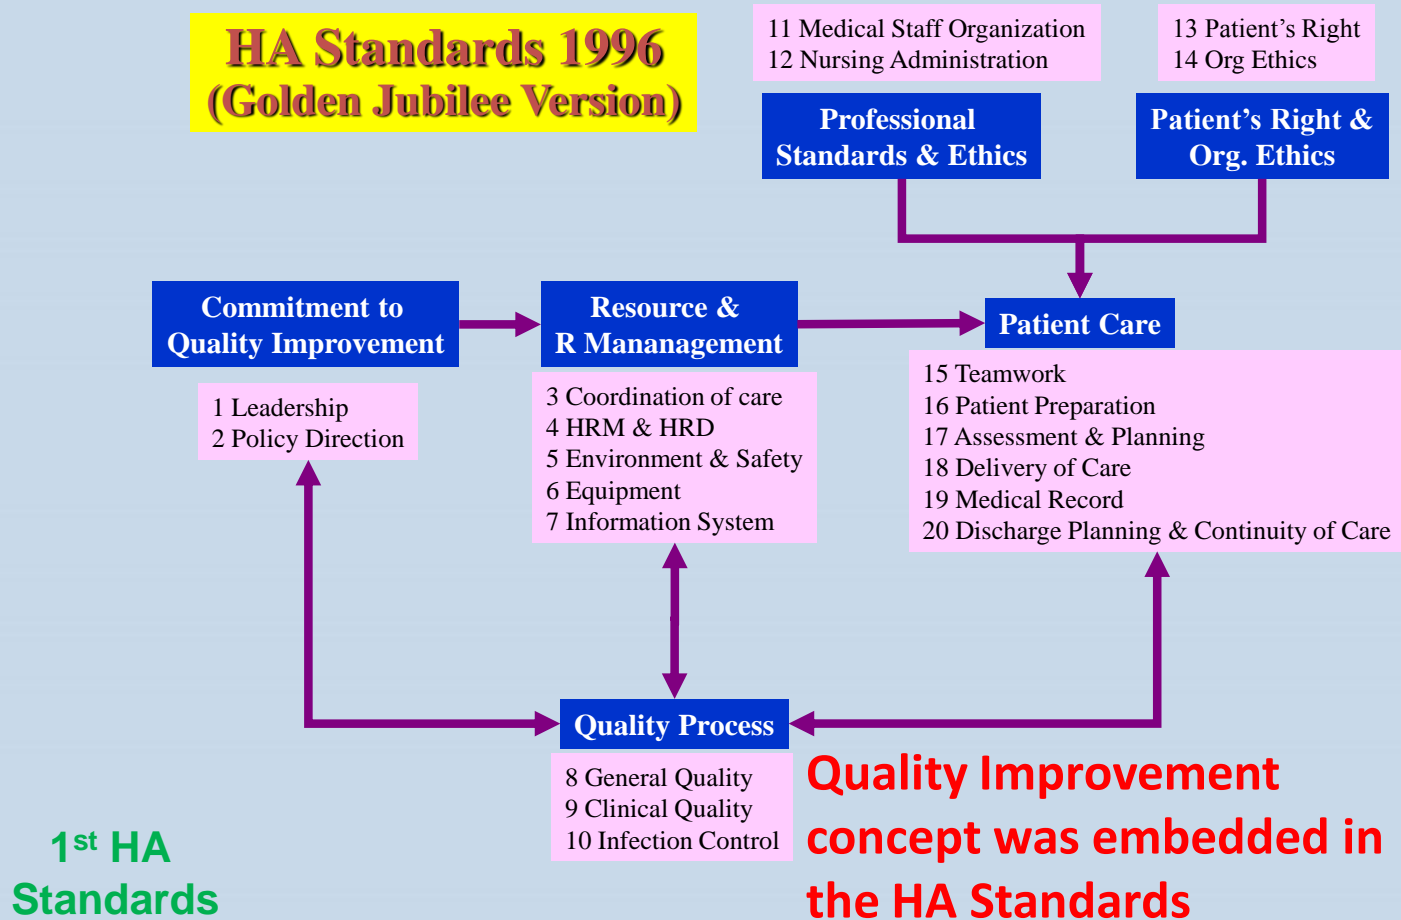 HA Standards 1996
(Golden Jubilee Version)
11 Medical Staff Organization
12 Nursing Administration
13 Patient’s Right
14 Org Ethics
Professional
Standards & Ethics
Patient’s Right &
Org. Ethics
Commitment to
Quality Improvement
Resource &
R Mananagement
Patient Care
1 Leadership
2 Policy Direction
3 Coordination of care
4 HRM & HRD
5 Environment & Safety
6 Equipment
7 Information System
15 Teamwork
16 Patient Preparation
17 Assessment & Planning
18 Delivery of Care
19 Medical Record
20 Discharge Planning & Continuity of Care
Quality Process
8 General Quality
9 Clinical Quality
10 Infection Control
1st HA
Standards
Quality Improvement
concept was embedded in
the HA Standards